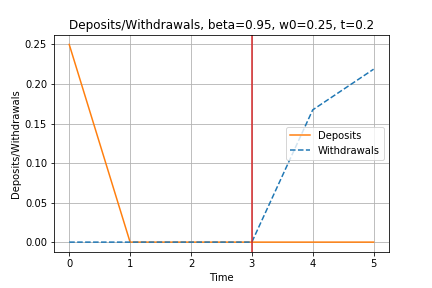 Deposits/Withdrawals, beta=0.95, w0=0.25, t=0.2
Deposits/Withdrawals
0.25
0.20
0.15
0.10
0.05
0.00
Deposits
Withdrawals
0 1 2 3 4 5
Time